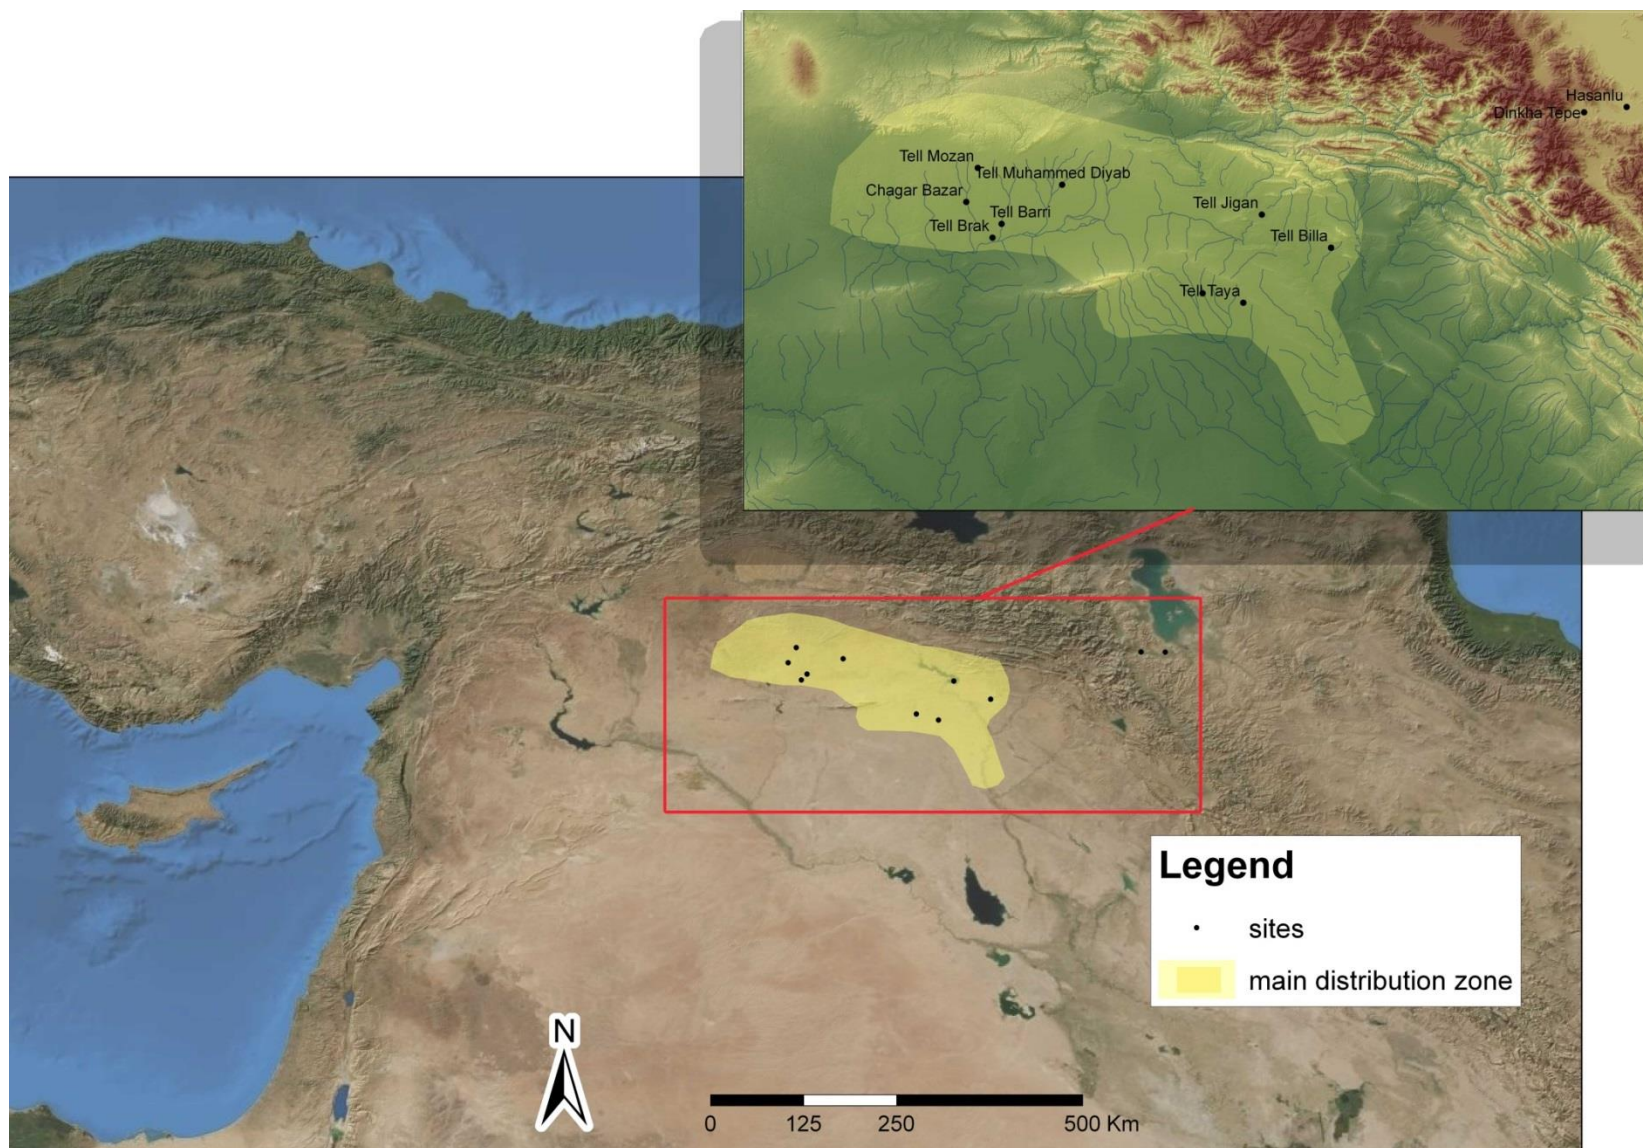 Hasanlu
Dinkha Tepe
Tell Mozan
Tell Muhammed Diyab
Chagar Bazar
Tell Jigan
Tell Barri
Tell Brak
Tell Billa
Tell Taya
Legend
sites
main distribution zone
N
0 125 250 500 Km